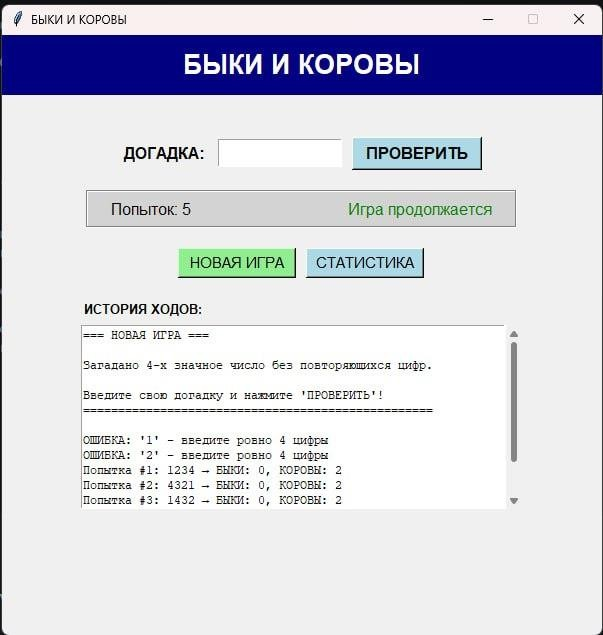 БЫКИ И КОРОВЫ
БЫКИ И КОРОВЫ
ДОГАДКА: ПРОВЕРИТЬ
Попыток: 5 Игра продолжается
НОВАЯ ИГРА СТАТИСТИКА
ИСТОРИЯ ХОДОВ:
=== НОВАЯ ИГРА ===
Загадано 4-х значное число без повторяющихся цифр.
Введите свою догадку и нажмите 'ПРОВЕРИТЬ'!
==================================================
ОШИБКА: '1' - введите ровно 4 цифры
ОШИБКА: '2' - введите ровно 4 цифры
Попытка #1: 1234 → БЫКИ: 0, КОРОВЫ: 2
Попытка #2: 4321 → БЫКИ: 0, КОРОВЫ: 2
Попытка #3: 1432 → БЫКИ: 0, КОРОВЫ: 2